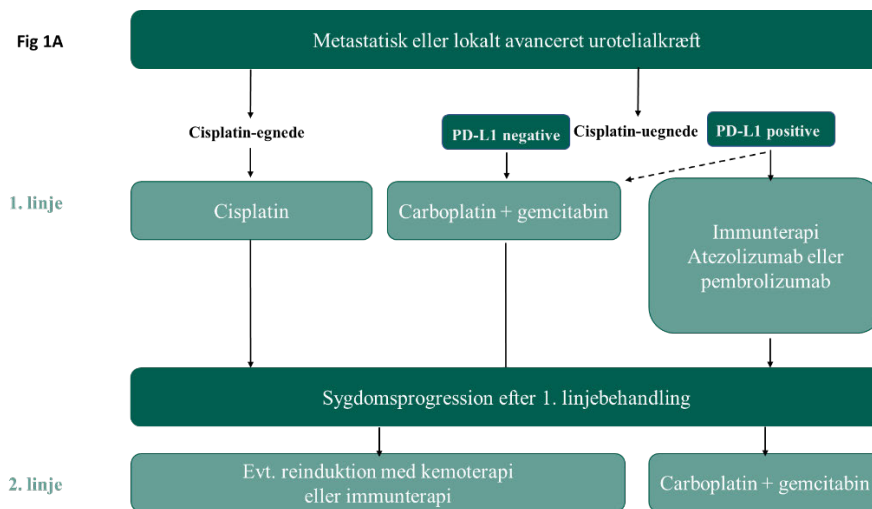 Fig 1A
Metastatisk eller lokalt avanceret urotelialkræft
Cisplatin-egnede
PD-L1 negative
Cisplatin-uegnede
PD-L1 positive
1. linje
Cisplatin
Carboplatin + gemcitabin
Immunterapi
Atezolizumab eller
pembrolizumab
Sygdomsprogression efter 1. linjebehandling
2. linje
Evt. reinduktion med kemoterapi
eller immunterapi
Carboplatin + gemcitabin